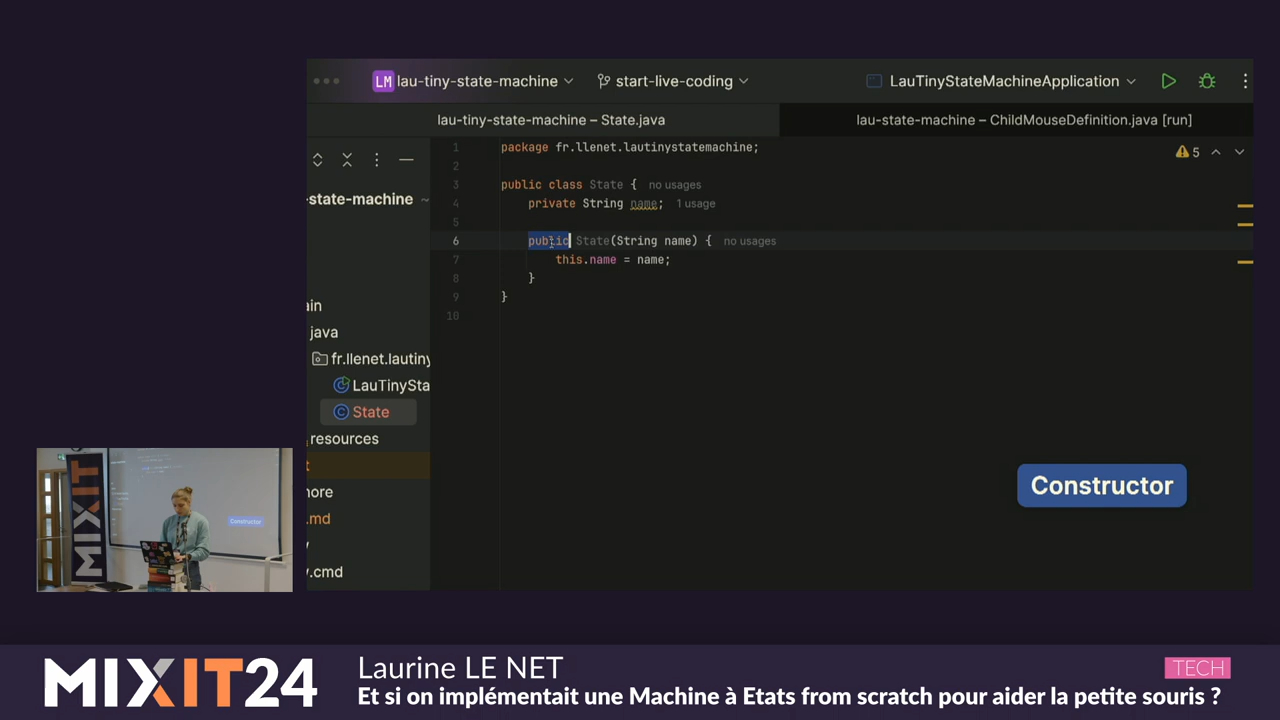 LM lau-tiny-state-machine start-live-coding LauTinyStateMachineApplication
lau-tiny-state-machine – State.java
lau-state-machine – ChildMouseDefinition.java [run]
-state-machine ~
ain
java
fr.llenet.lautiny
LauTinySta
State
resources
t
nore
.md
.cmd
1 package fr.llenet.lautinystatemachine;
2
3 public class State { no usages
4 private String name; 1 usage
5
6 public State(String name) { no usages
7 this.name = name;
8 }
9 }
10
5
Constructor
MIXIT
Constructor
MIXIT24
Laurine LE NET
TECH
Et si on implémentait une Machine à Etats from scratch pour aider la petite souris ?